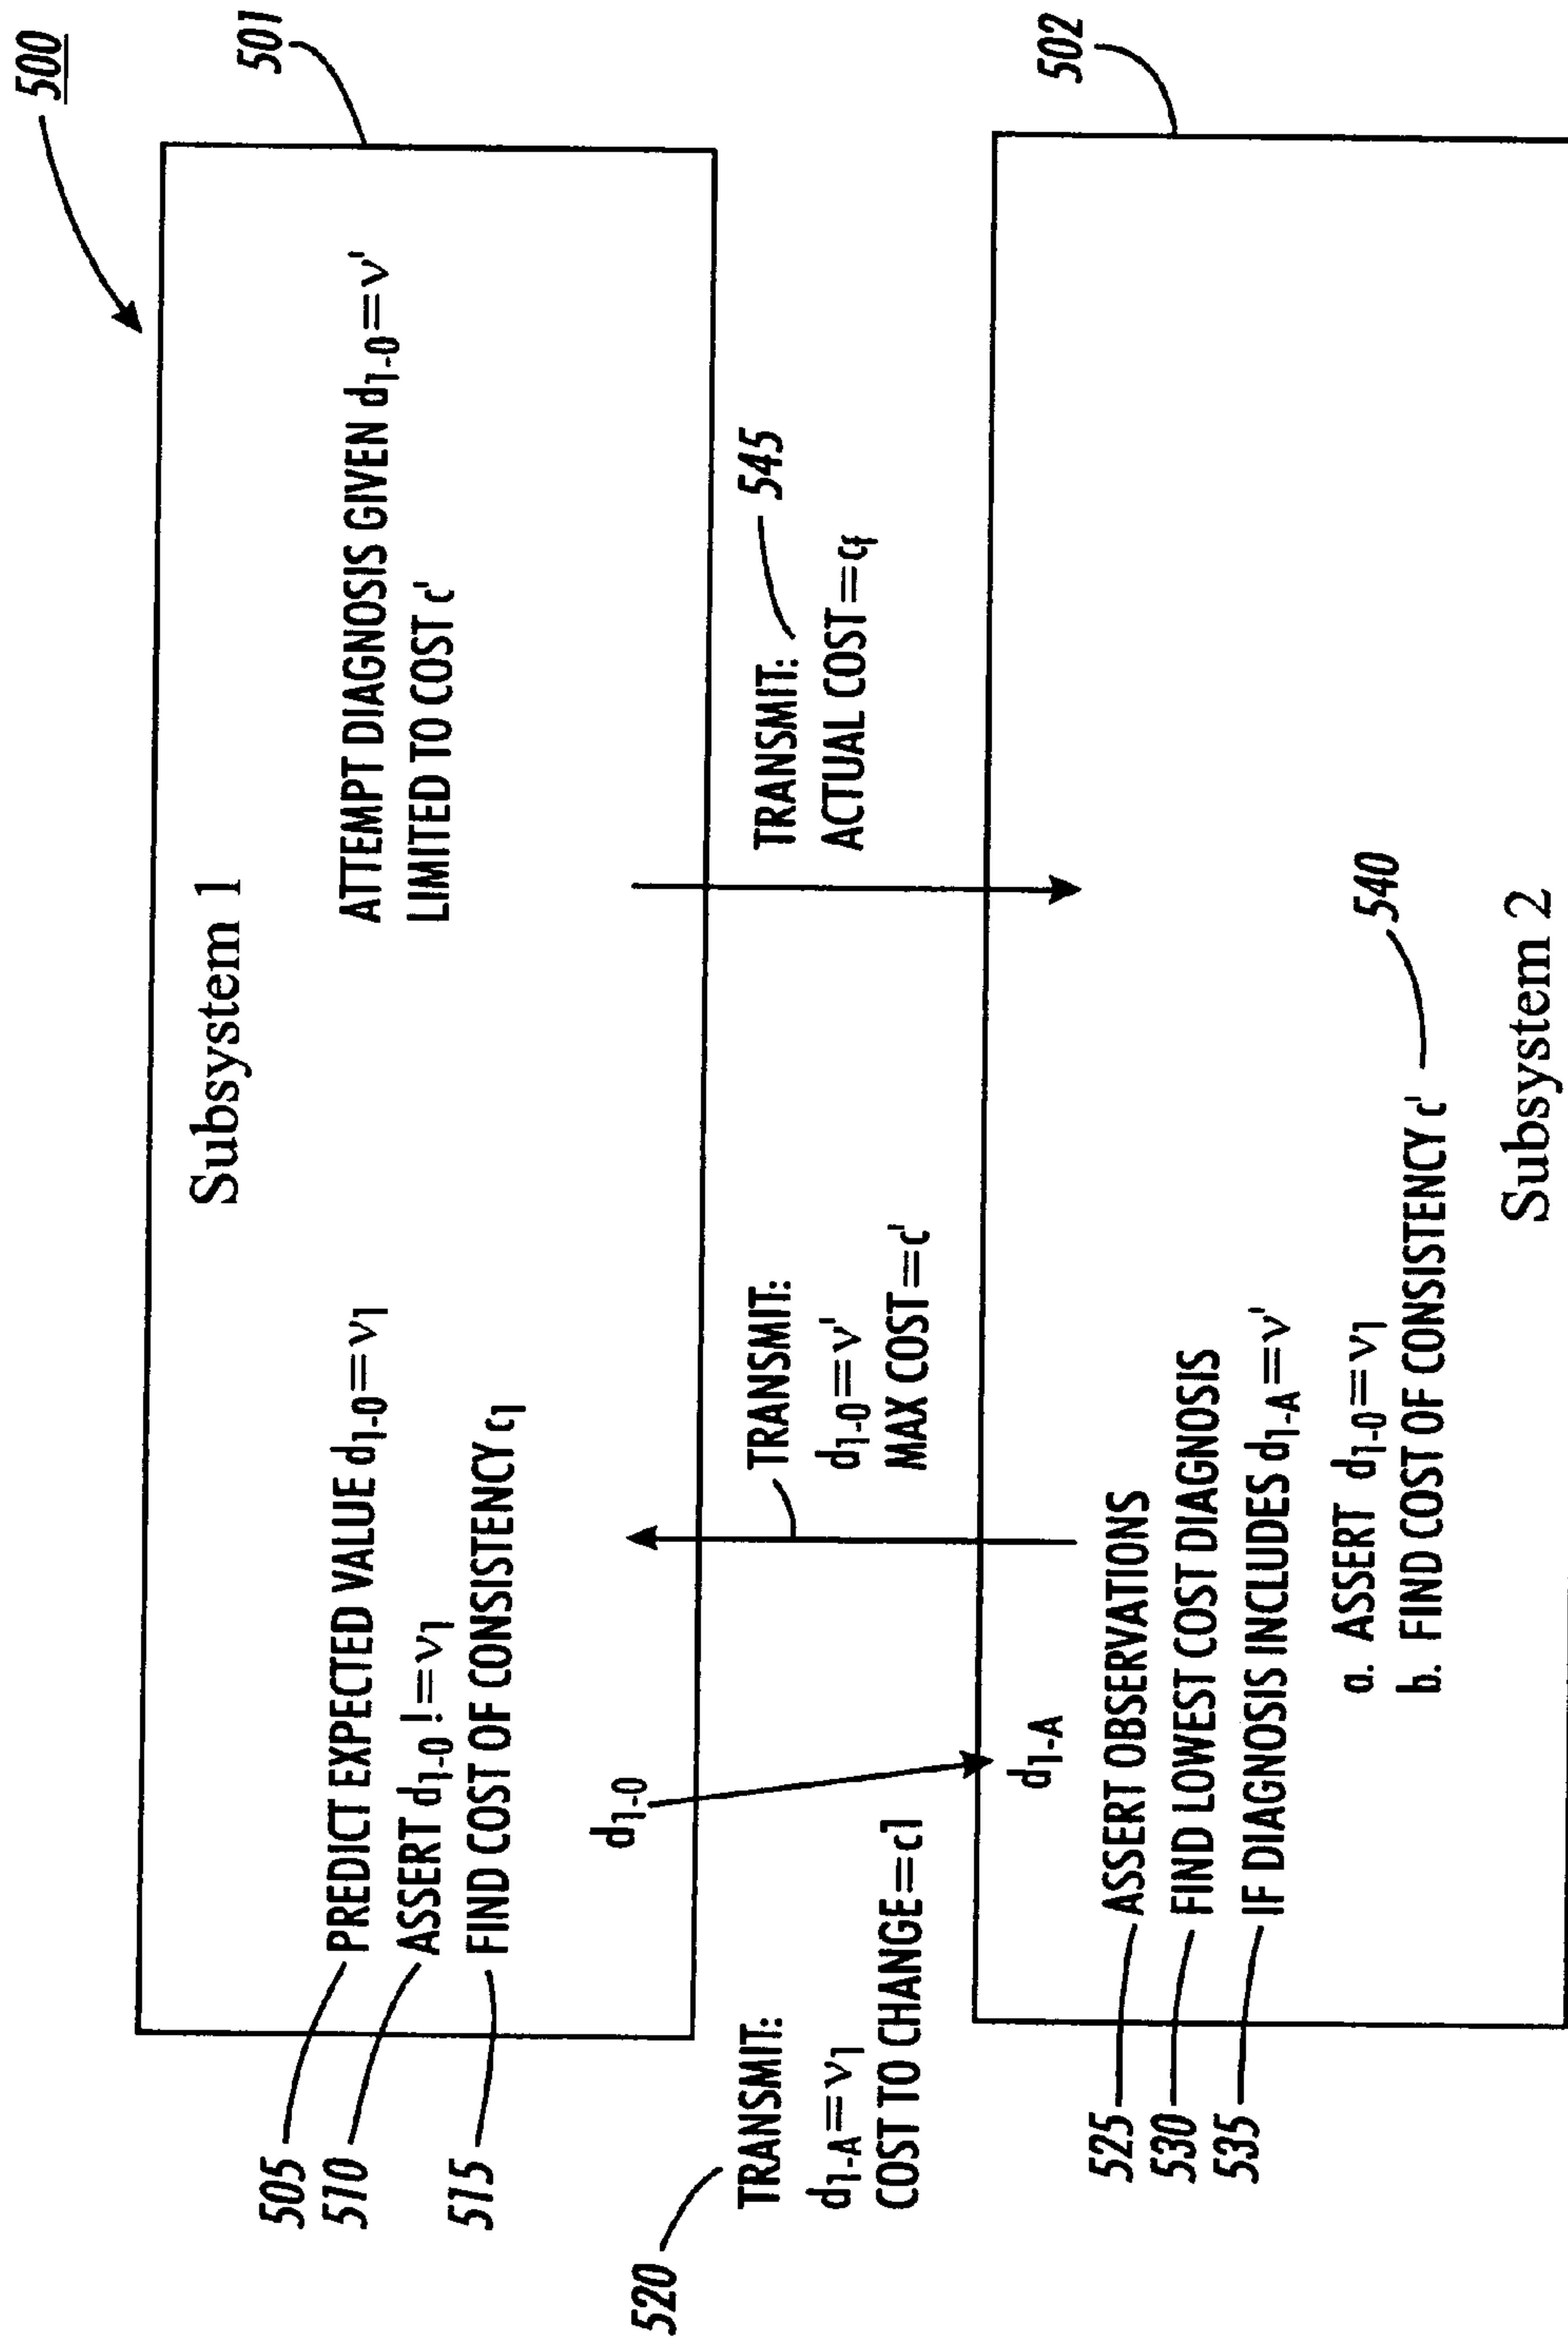 500
501
Subsystem 1
505
PREDICT EXPECTED VALUE d1-0=v1
510
ASSERT d1-0 !=v1
515
FIND COST OF CONSISTENCY c1
ATTEMPT DIAGNOSIS GIVEN d1-0=v'
LIMITED TO COST c'
520
TRANSMIT:
d1-A=v1
COST TO CHANGE=c1
d1-0
d1-A
TRANSMIT:
d1-0=v'
MAX COST=c'
TRANSMIT:
545
ACTUAL COST=cf
502
525
ASSERT OBSERVATIONS
530
FIND LOWEST COST DIAGNOSIS
535
IF DIAGNOSIS INCLUDES d1-A=v'
a. ASSERT d1-0=v1
b. FIND COST OF CONSISTENCY c'
540
Subsystem 2